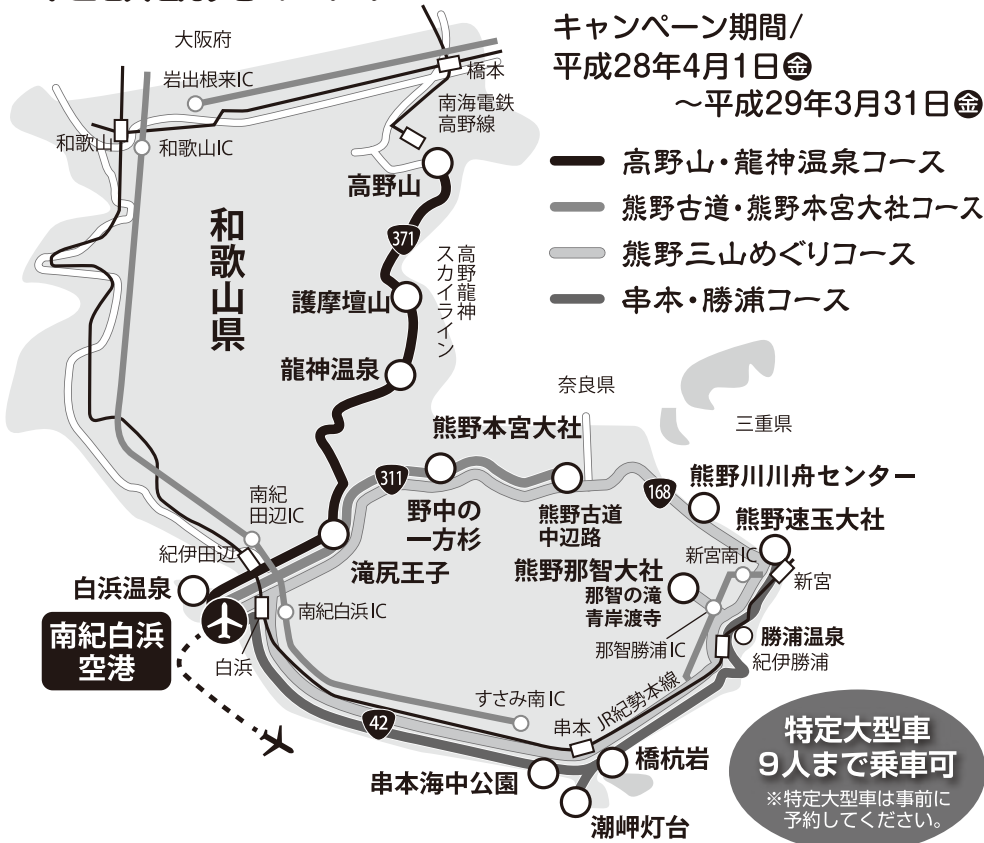 キャンペーン期間/
平成28年4月1日金
～平成29年3月31日金
高野山・龍神温泉コース
熊野古道・熊野本宮大社コース
熊野三山めぐりコース
串本・勝浦コース
大阪府
岩出根来IC
橋本
南海電鉄
高野線
和歌山
和歌山IC
高野山
和歌山県
371
高野龍神
スカイライン
護摩壇山
龍神温泉
奈良県
三重県
熊野本宮大社
311
168
熊野川川舟センター
南紀
田辺IC
野中の
一方杉
熊野古道
中辺路
熊野速玉大社
紀伊田辺
滝尻王子
熊野那智大社
那智の滝
青岸渡寺
新宮南IC
新宮
白浜温泉
南紀白浜IC
南紀白浜
空港
白浜
那智勝浦IC
勝浦温泉
紀伊勝浦
すさみ南IC
JR紀勢本線
42
串本
橋杭岩
串本海中公園
潮岬灯台
特定大型車
9人まで乗車可
※特定大型車は事前に
予約してください。